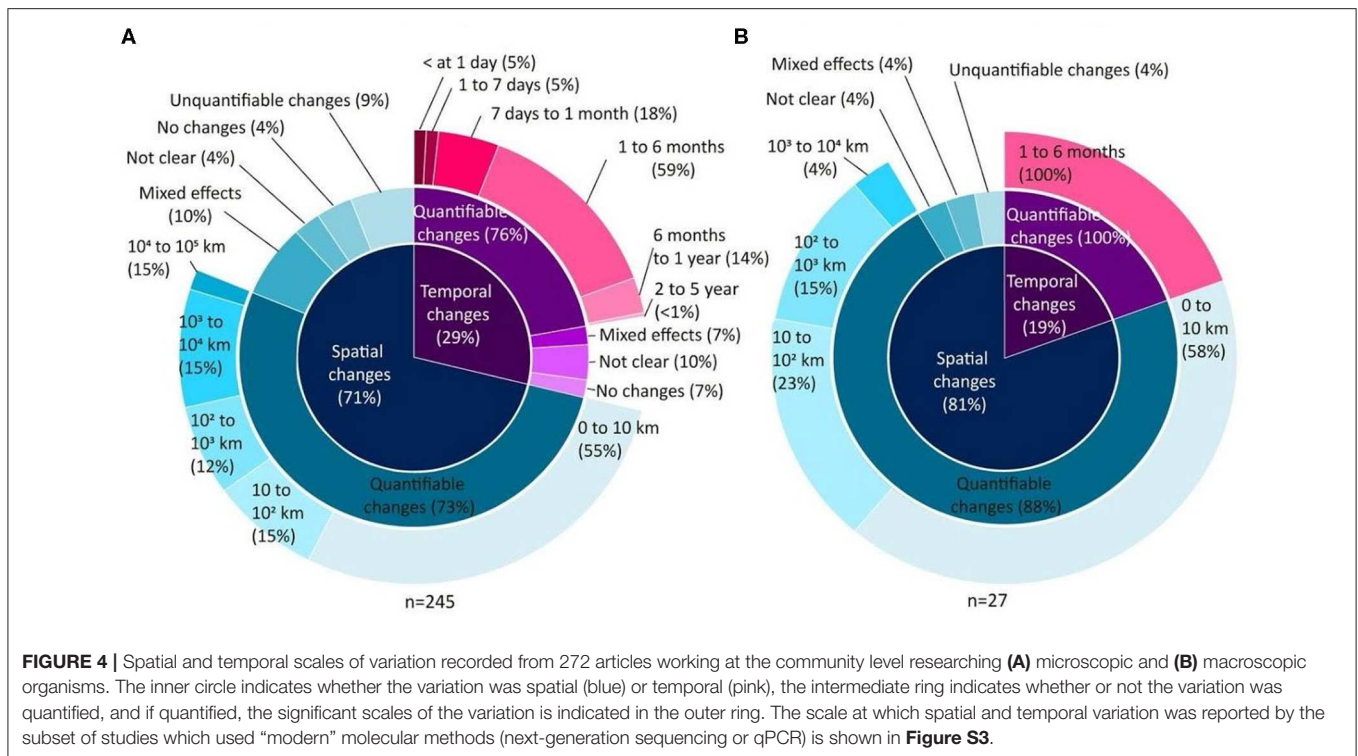 A
< at 1 day (5%)
1 to 7 days (5%)
7 days to 1 month (18%)
1 to 6 months
(59%)
6 months
to 1 year (14%)
2 to 5 year
(<1%)
Mixed effects (7%)
Not clear (10%)
No changes (7%)
0 to 10 km
(55%)
10 to
10² km
(15%)
10² to
10³ km
(12%)
10³ to
10⁴ km
(15%)
10⁴ to 10⁵ km
(15%)
Mixed effects
(10%)
Not clear (4%)
No changes (4%)
Unquantifiable changes (9%)
Quantifiable
changes (76%)
Temporal
changes
(29%)
Spatial
changes
(71%)
Quantifiable
changes (73%)
n=245
B
Mixed effects (4%)
Unquantifiable changes (4%)
Not clear (4%)
10³ to 10⁴ km
(4%)
1 to 6 months
(100%)
Quantifiable
changes (100%)
10² to
10³ km
(15%)
Temporal
changes
(19%)
0 to
10 km
(58%)
10 to
10² km
(23%)
Spatial
changes
(81%)
Quantifiable
changes (88%)
n=27
FIGURE 4 | Spatial and temporal scales of variation recorded from 272 articles working at the community level researching (A) microscopic and (B) macroscopic
organisms. The inner circle indicates whether the variation was spatial (blue) or temporal (pink), the intermediate ring indicates whether or not the variation was
quantified, and if quantified, the significant scales of the variation is indicated in the outer ring. The scale at which spatial and temporal variation was reported by the
subset of studies which used “modern” molecular methods (next-generation sequencing or qPCR) is shown in Figure S3.